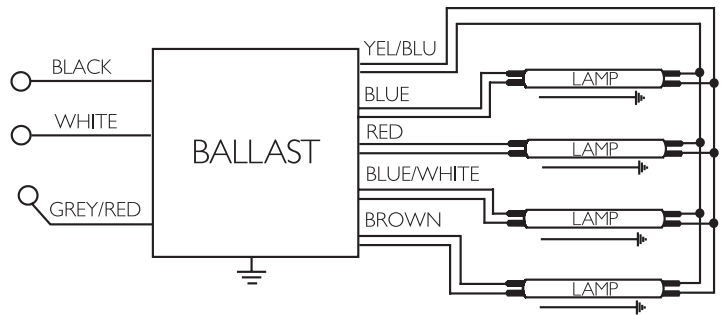 YEL/BLU
BLACK
BLUE
LAMP
WHITE
BALLAST
RED
LAMP
BLUE/WHITE
GREY/RED
BROWN
LAMP
LAMP